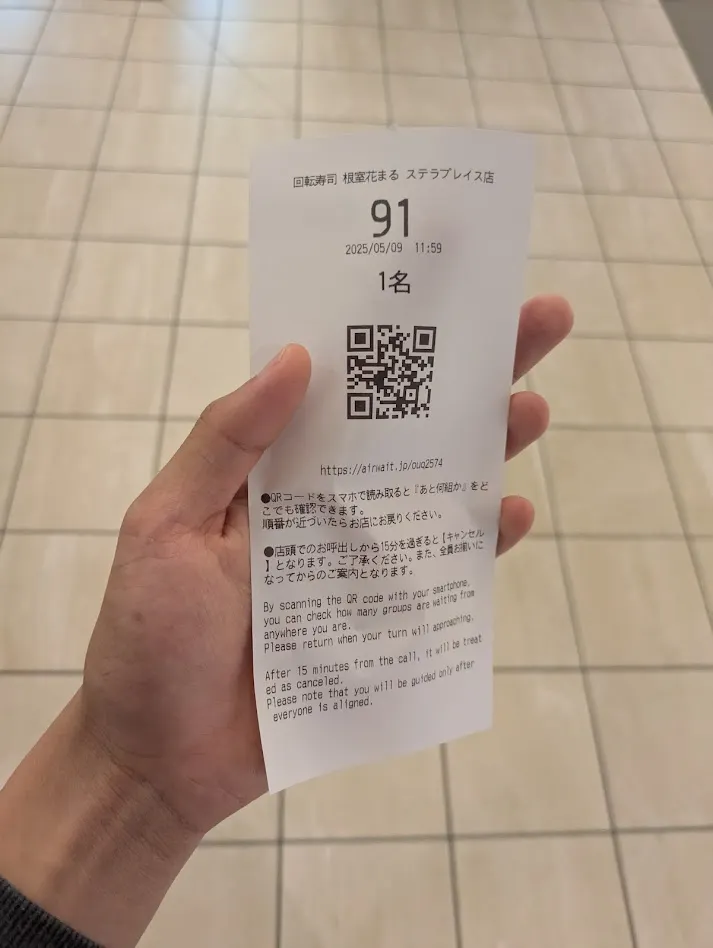 回転寿司 根室花まる ステラプレイス店
91
2025/05/09 11:59
1名
https://airwait.jp/ouq2574
●QRコードをスマホで読み取ると『あと何組か』をど
こでも確認できます。
順番が近づいたらお店にお戻りください。
●店頭でのお呼出しから15分を過ぎると【キャンセル
】となります。ご了承ください。また、全員お揃いに
なってからのご案内となります。
By scanning the QR code with your smartphone,
you can check how many groups are waiting from
anywhere you are.
Please return when your turn will approaching.
After 15 minutes from the call, it will be treat
ed as canceled.
Please note that you will be guided only after
everyone is aligned.